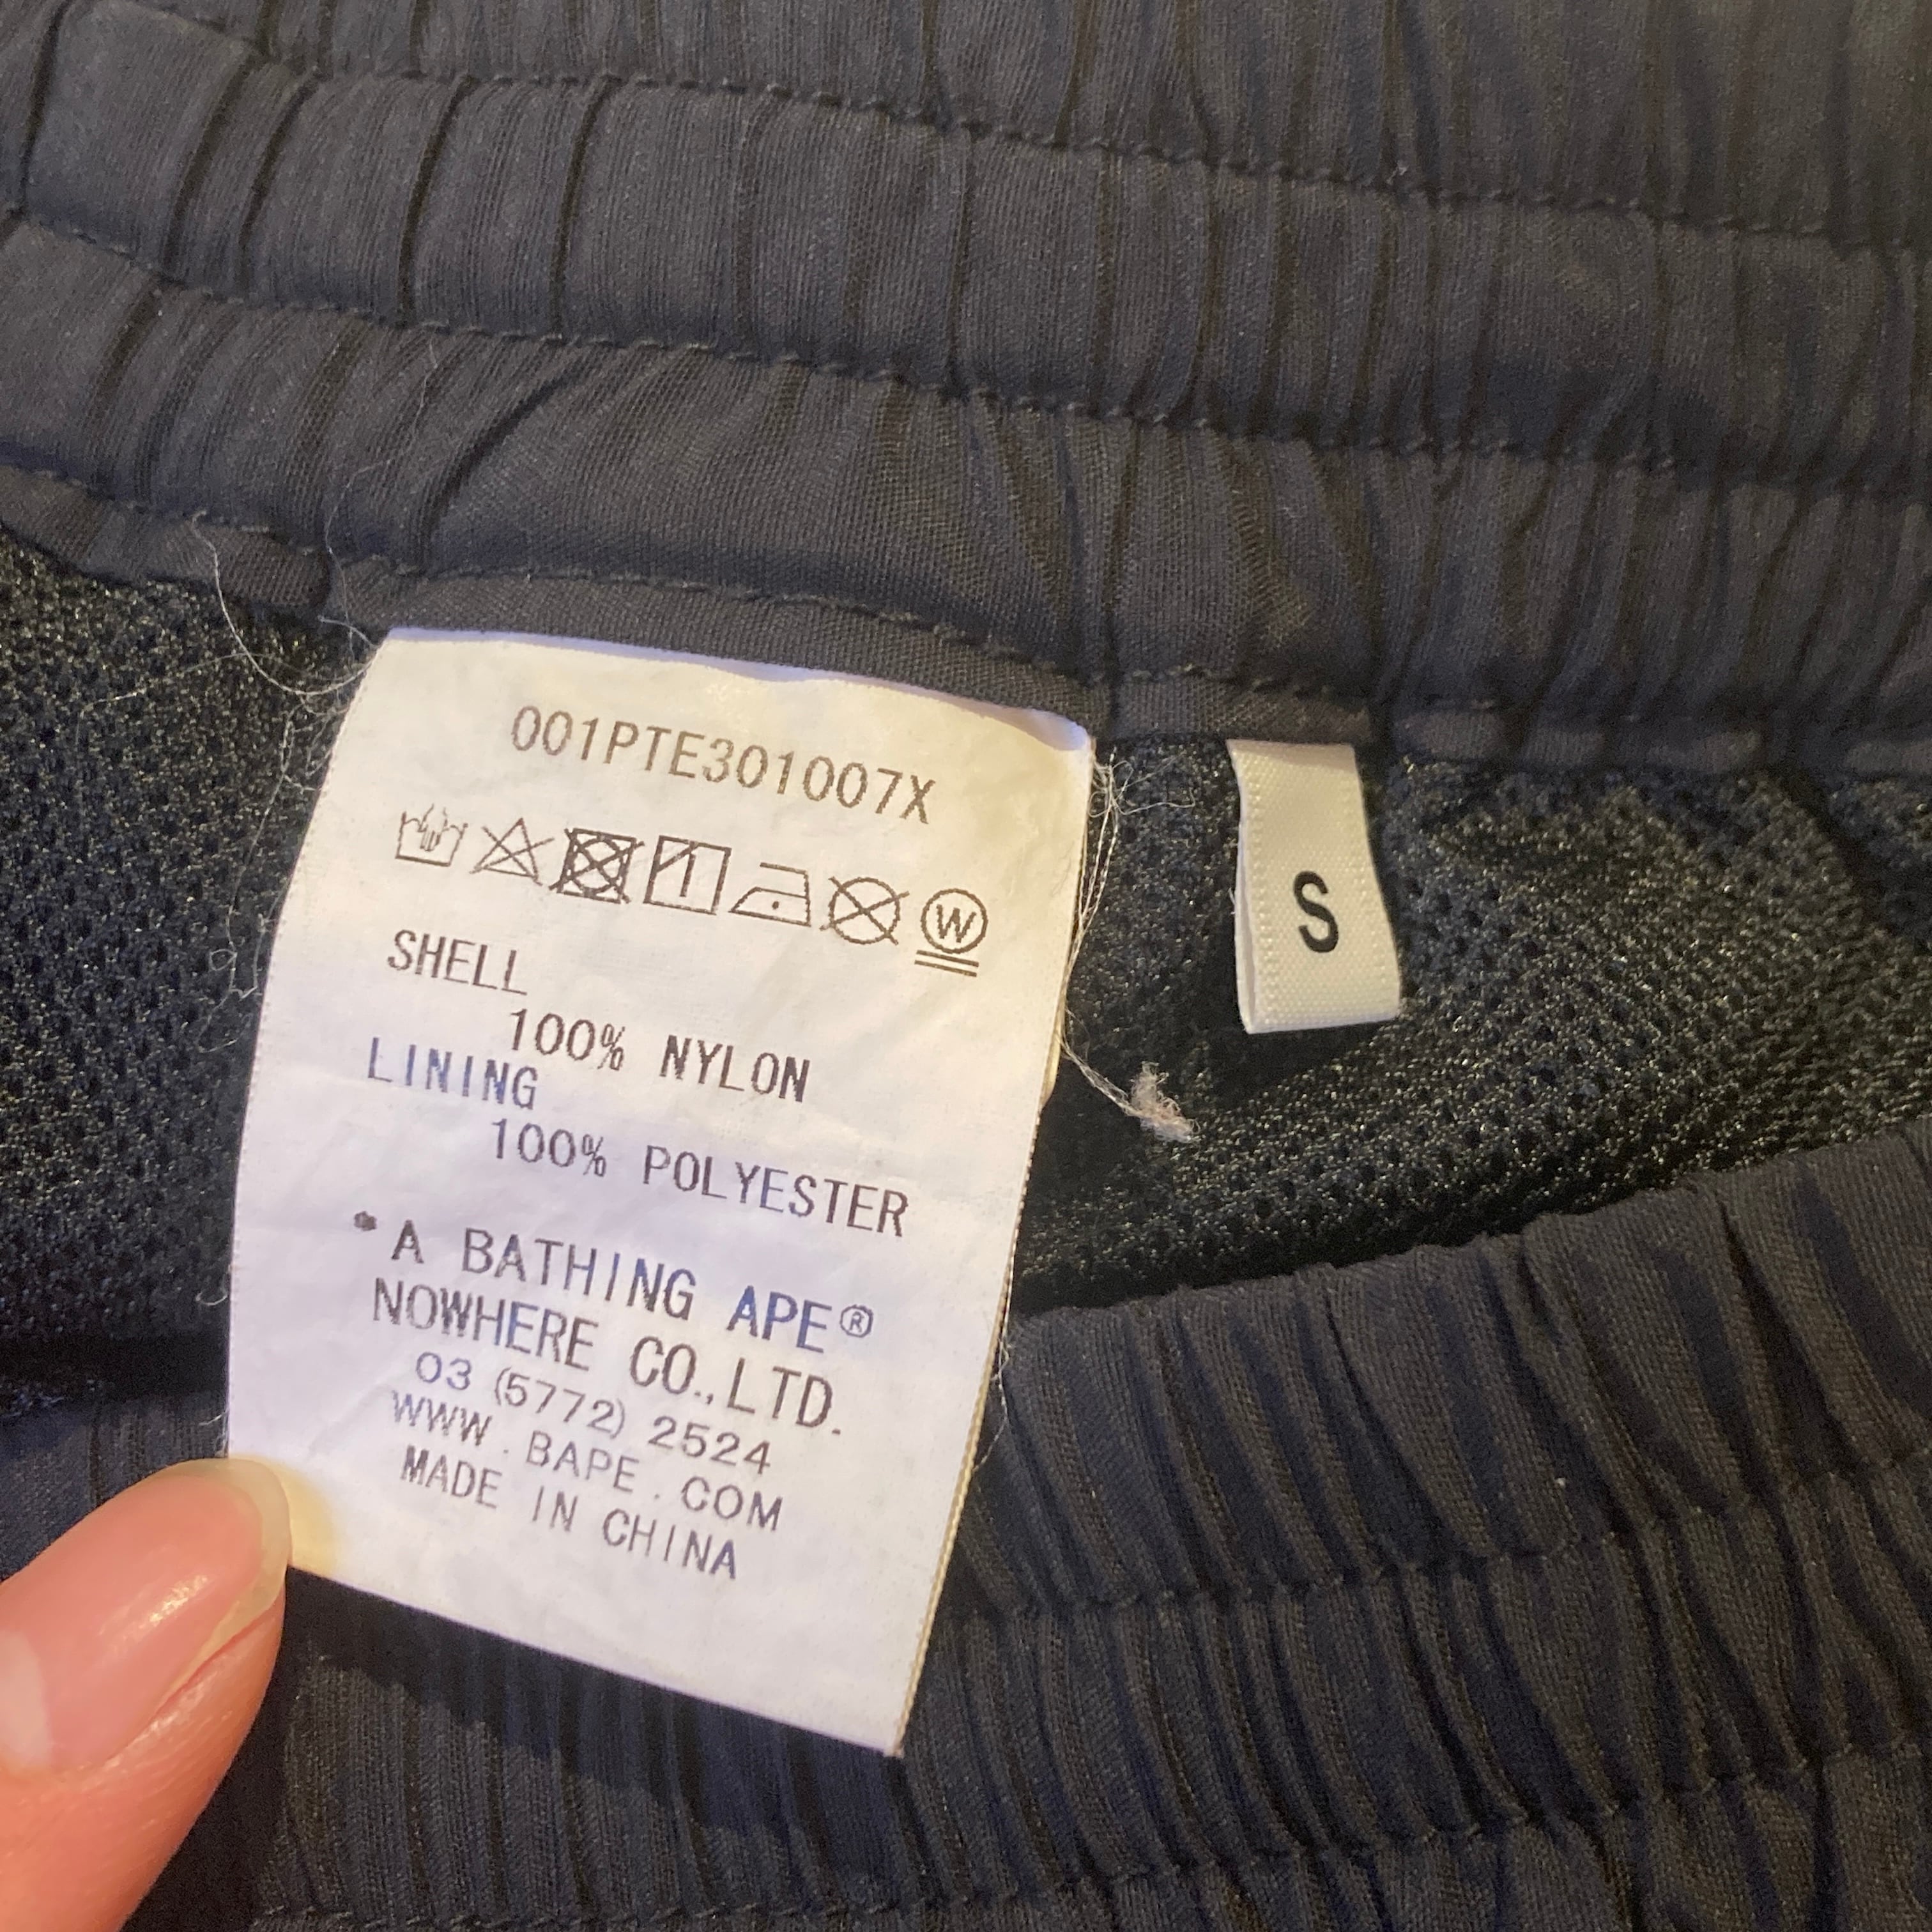 001PTE301007X
W
SHELL
100% NYLON
LINING
100% POLYESTER
*A BATHING APE®
NOWHERE CO.,LTD.
03 (5772) 2524
WWW.BAPE.COM
MADE IN CHINA
S